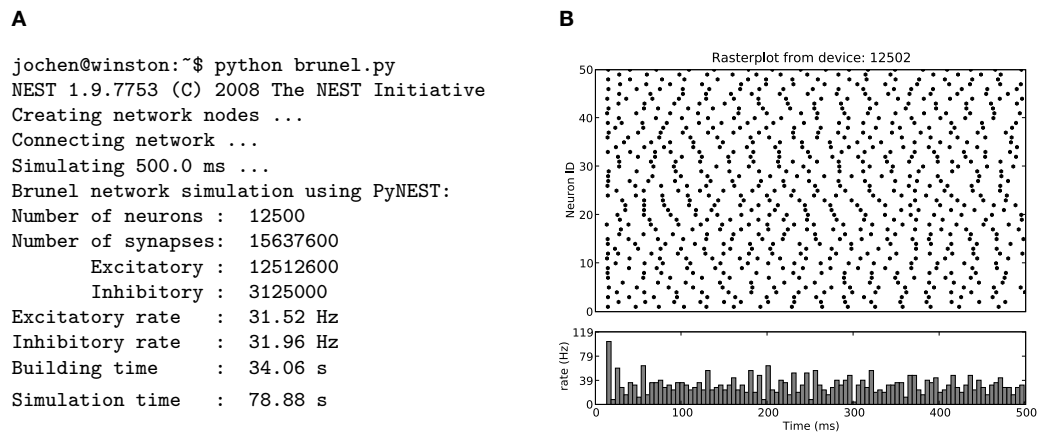 A
jochen@winston:~$ python brunel.py
NEST 1.9.7753 (C) 2008 The NEST Initiative
Creating network nodes ...
Connecting network ...
Simulating 500.0 ms ...
Brunel network simulation using PyNEST:
Number of neurons : 12500
Number of synapses: 15637600
Excitatory : 12512600
Inhibitory : 3125000
Excitatory rate : 31.52 Hz
Inhibitory rate : 31.96 Hz
Building time : 34.06 s
Simulation time : 78.88 s
B
Rasterplot from device: 12502
50
40
30
20
10
0
Neuron ID
119
79
39
0
rate (Hz)
0 100 200 300 400 500
Time (ms)